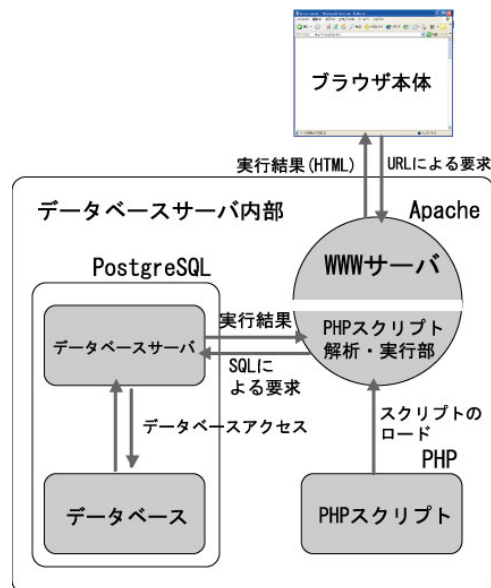 ブラウザ本体
実行結果(HTML)
URLによる要求
データベースサーバ内部
Apache
WWWサーバ
PostgreSQL
データベースサーバ
実行結果
PHPスクリプト
解析・実行部
SQLに
よる要求
データベースアクセス
スクリプトの
ロード
PHP
データベース
PHPスクリプト